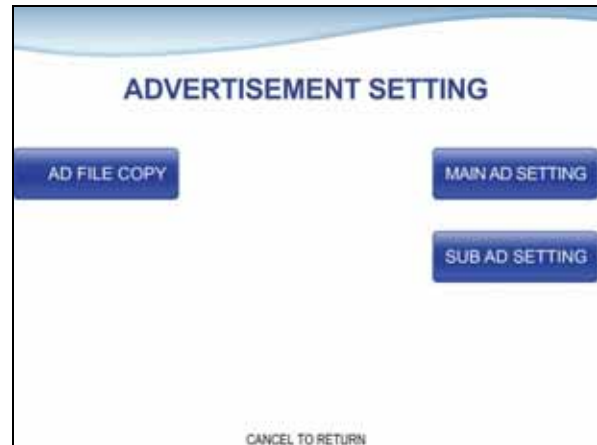 ADVERTISEMENT SETTING
AD FILE COPY
MAIN AD SETTING
SUB AD SETTING
CANCEL TO RETURN